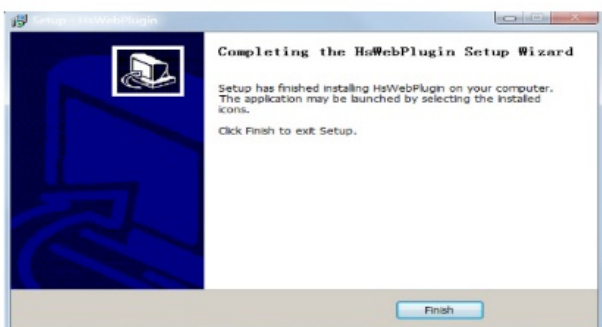 Setup - HsWebPlugin
Completing the HsWebPlugin Setup Wizard
Setup has finished installing HsWebPlugin on your computer.
The application may be launched by selecting the installed
icons.
Click Finish to exit Setup.
Finish